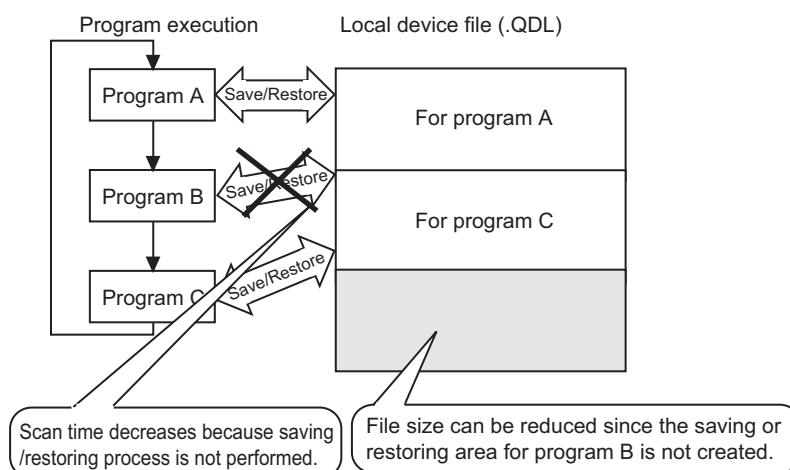 Program execution
Local device file (.QDL)
Program A
Save/Restore
For program A
Program B
Save/Restore
For program C
Program C
Save/Restore
Scan time decreases because saving
/restoring process is not performed.
File size can be reduced since the saving or
restoring area for program B is not created.